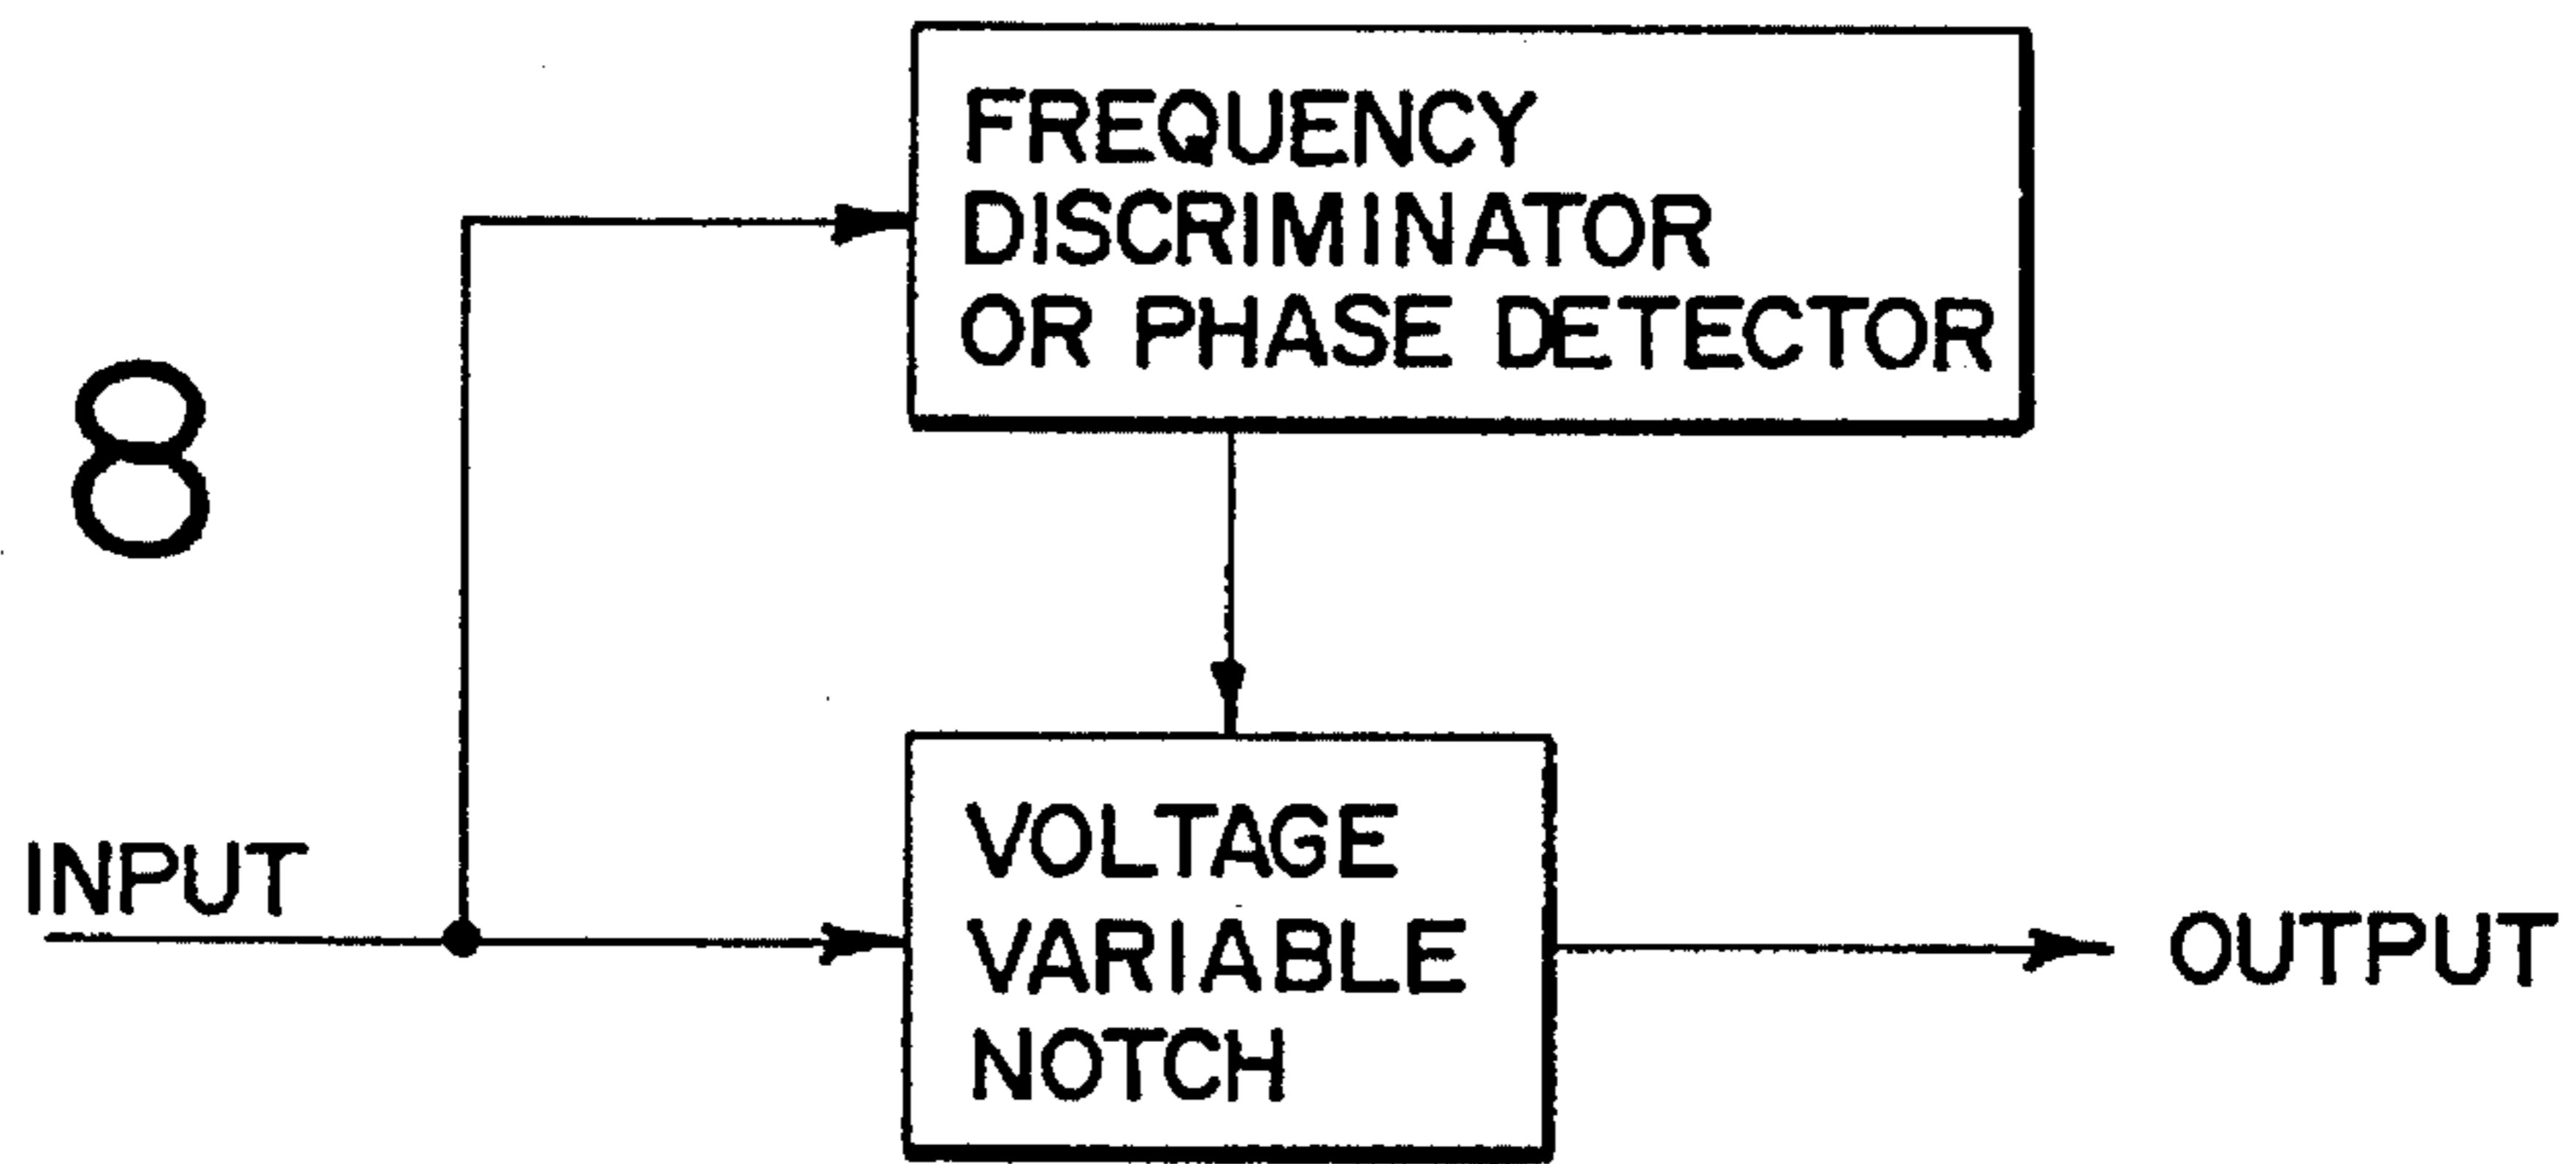 FREQUENCY
DISCRIMINATOR
OR PHASE DETECTOR
8
VOLTAGE
VARIABLE
NOTCH
INPUT
OUTPUT